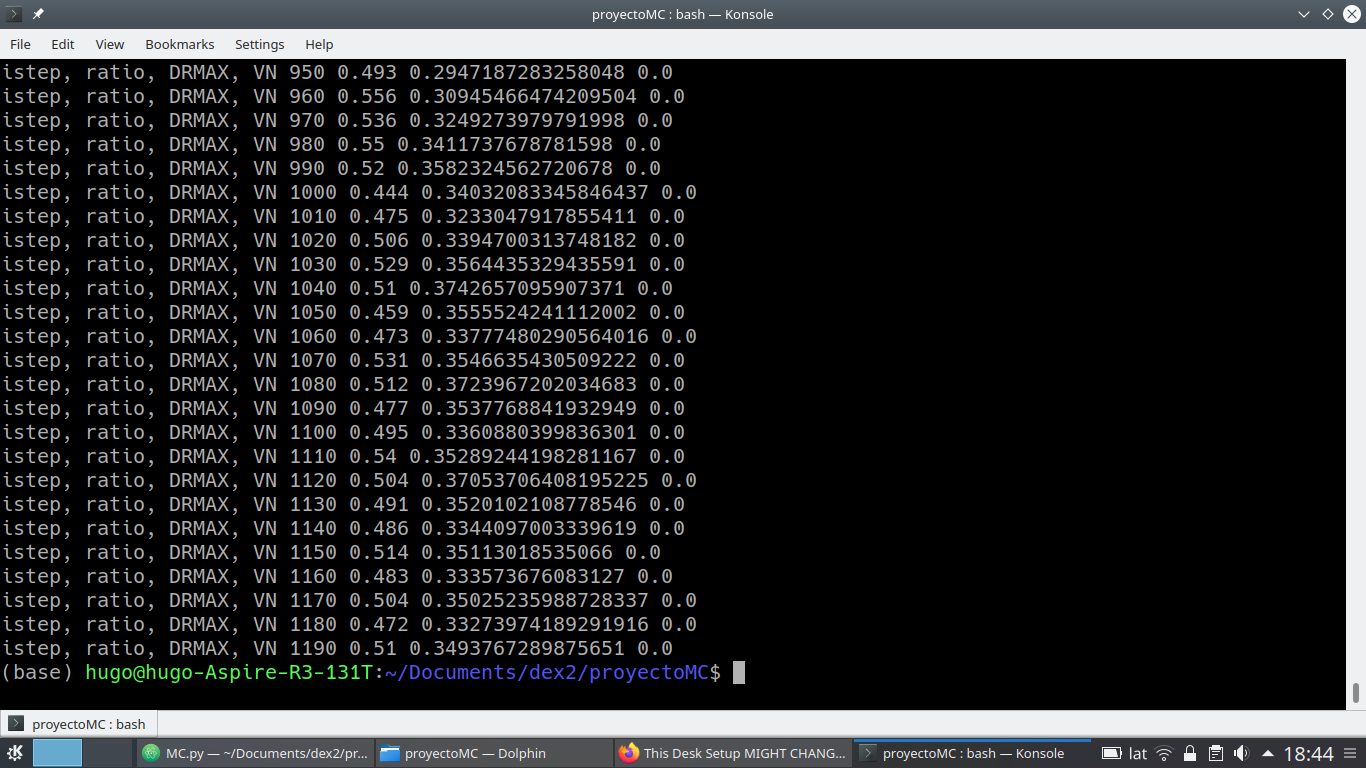 proyectoMC : bash — Konsole
File Edit View Bookmarks Settings Help
istep, ratio, DRMAX, VN 950 0.493 0.2947187283258048 0.0
istep, ratio, DRMAX, VN 960 0.556 0.30945466474209504 0.0
istep, ratio, DRMAX, VN 970 0.536 0.3249273979791998 0.0
istep, ratio, DRMAX, VN 980 0.55 0.3411737678781598 0.0
istep, ratio, DRMAX, VN 990 0.52 0.3582324562720678 0.0
istep, ratio, DRMAX, VN 1000 0.444 0.34032083345846437 0.0
istep, ratio, DRMAX, VN 1010 0.475 0.3233047917855411 0.0
istep, ratio, DRMAX, VN 1020 0.506 0.3394700313748182 0.0
istep, ratio, DRMAX, VN 1030 0.529 0.3564435329435591 0.0
istep, ratio, DRMAX, VN 1040 0.51 0.3742657095907371 0.0
istep, ratio, DRMAX, VN 1050 0.459 0.3555524241112002 0.0
istep, ratio, DRMAX, VN 1060 0.473 0.33777480290564016 0.0
istep, ratio, DRMAX, VN 1070 0.531 0.3546635430509222 0.0
istep, ratio, DRMAX, VN 1080 0.512 0.3723967202034683 0.0
istep, ratio, DRMAX, VN 1090 0.477 0.3537768841932949 0.0
istep, ratio, DRMAX, VN 1100 0.495 0.3360880399836301 0.0
istep, ratio, DRMAX, VN 1110 0.54 0.35289244198281167 0.0
istep, ratio, DRMAX, VN 1120 0.504 0.37053706408195225 0.0
istep, ratio, DRMAX, VN 1130 0.491 0.3520102108778546 0.0
istep, ratio, DRMAX, VN 1140 0.486 0.3344097003339619 0.0
istep, ratio, DRMAX, VN 1150 0.514 0.35113018535066 0.0
istep, ratio, DRMAX, VN 1160 0.483 0.333573676083127 0.0
istep, ratio, DRMAX, VN 1170 0.504 0.35025235988728337 0.0
istep, ratio, DRMAX, VN 1180 0.472 0.33273974189291916 0.0
istep, ratio, DRMAX, VN 1190 0.51 0.3493767289875651 0.0
(base) hugo@hugo-Aspire-R3-131T:~/Documents/dex2/proyectoMC$
proyectoMC : bash
MC.py — ~/Documents/dex2/pr... proyectoMC — Dolphin This Desk Setup MIGHT CHANG... proyectoMC : bash — Konsole lat 18:44